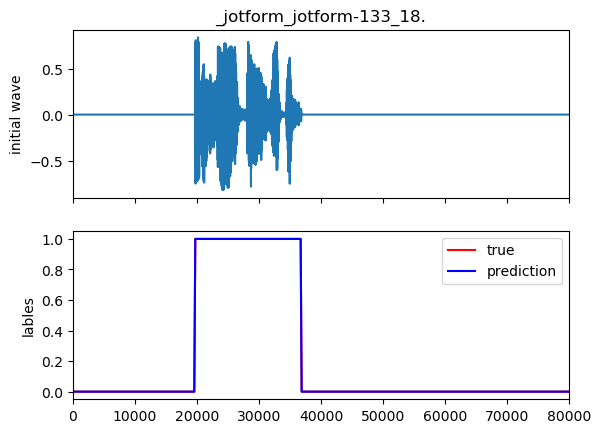 _jotform_jotform-133_18.
initial wave
0.5
0.0
−0.5
lables
1.0
0.8
0.6
0.4
0.2
0.0
true
prediction
0 10000 20000 30000 40000 50000 60000 70000 80000